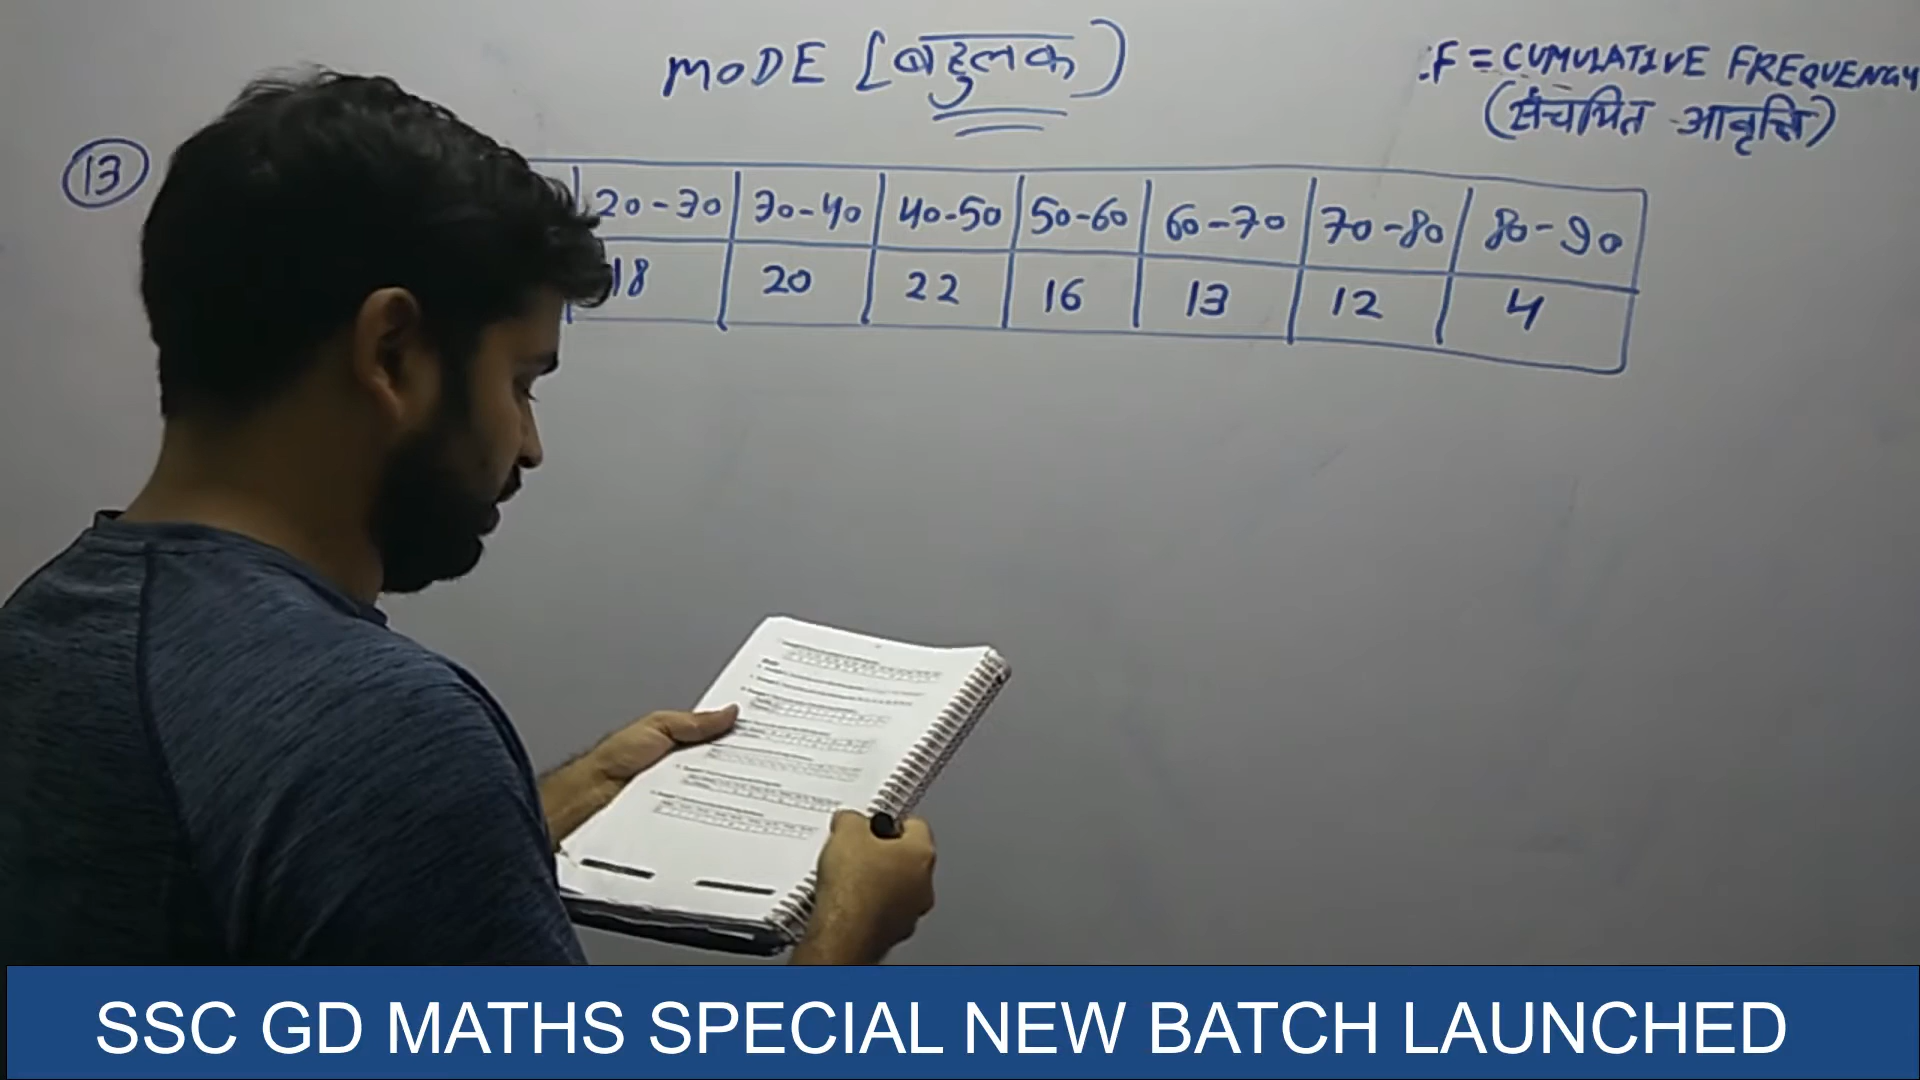 MODE [बहुलक)
.F = CUMULATIVE FREQUENCY
(संचयित आवृत्ति)
13
20-30 30-40 40-50 50-60 60-70 70-80 80-90
18 20 22 16 13 12 4
SSC GD MATHS SPECIAL NEW BATCH LAUNCHED